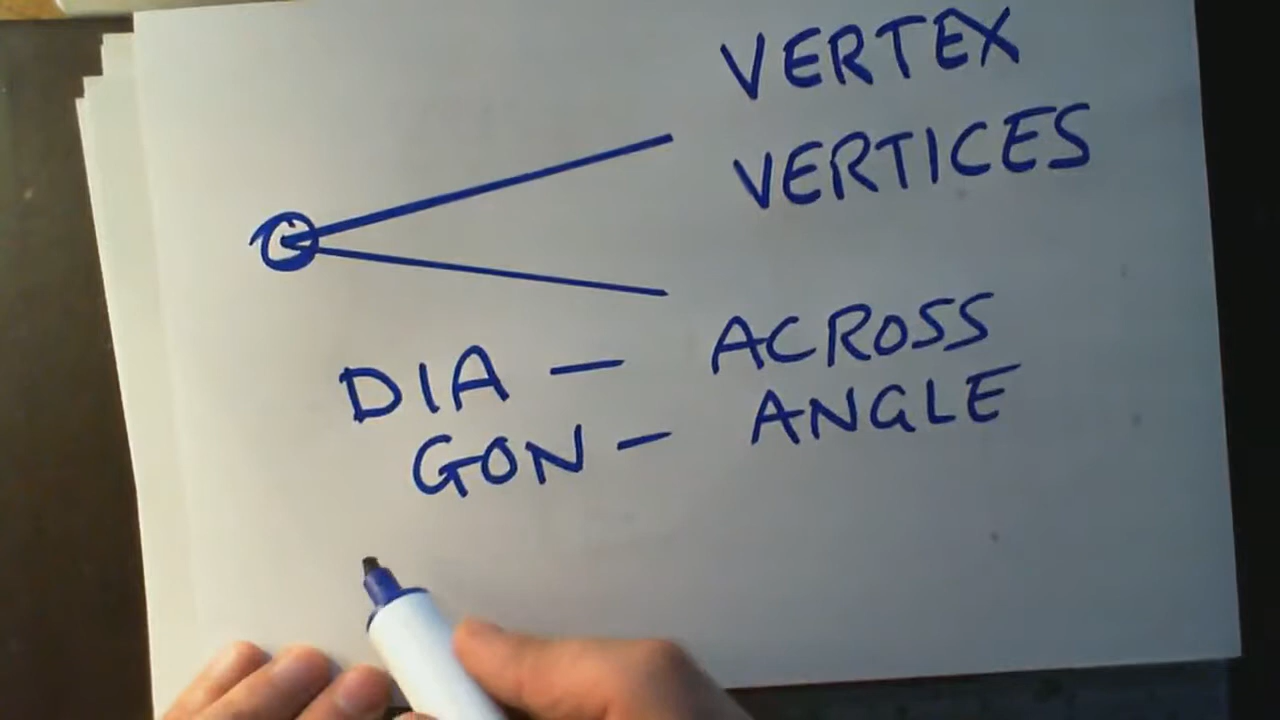 VERTEX
VERTICES
DIA — ACROSS
GON — ANGLE